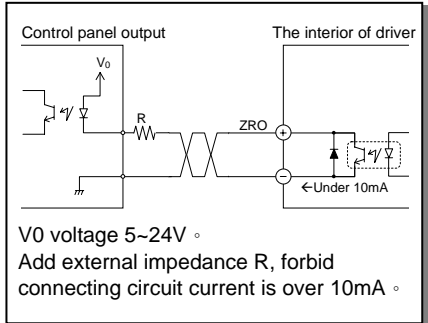 Control panel output
The interior of driver
V0
R
ZRO
+
−
←Under 10mA
V0 voltage 5~24V。
Add external impedance R, forbid
connecting circuit current is over 10mA。